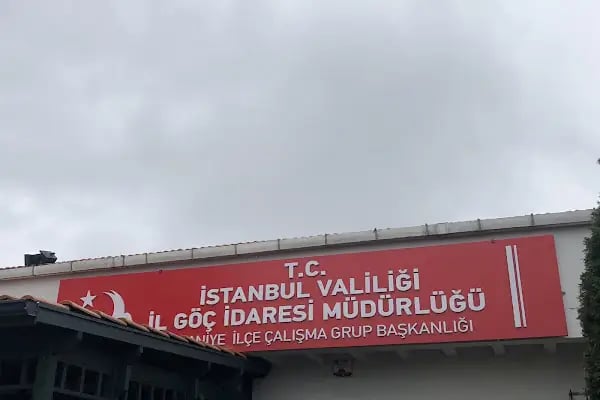 T.C.
İSTANBUL VALİLİĞİ
İL GÖÇ İDARESİ MÜDÜRLÜĞÜ
İLÇE ÇALIŞMA GRUP BAŞKANLIĞI